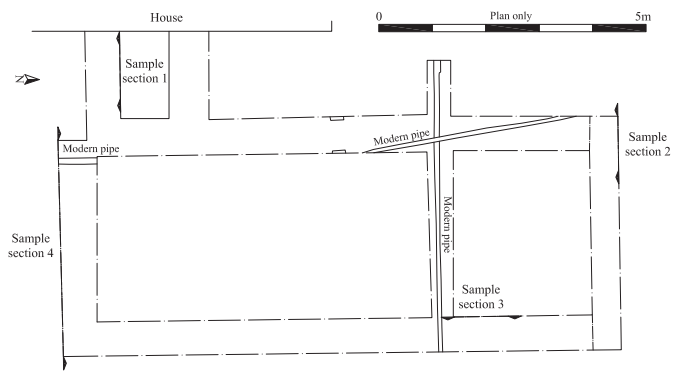 House
0
Plan only
5m
Sample
section 1
N
Modern pipe
Sample
section 2
Modern pipe
Sample
section 4
Modern pipe
Sample
section 3